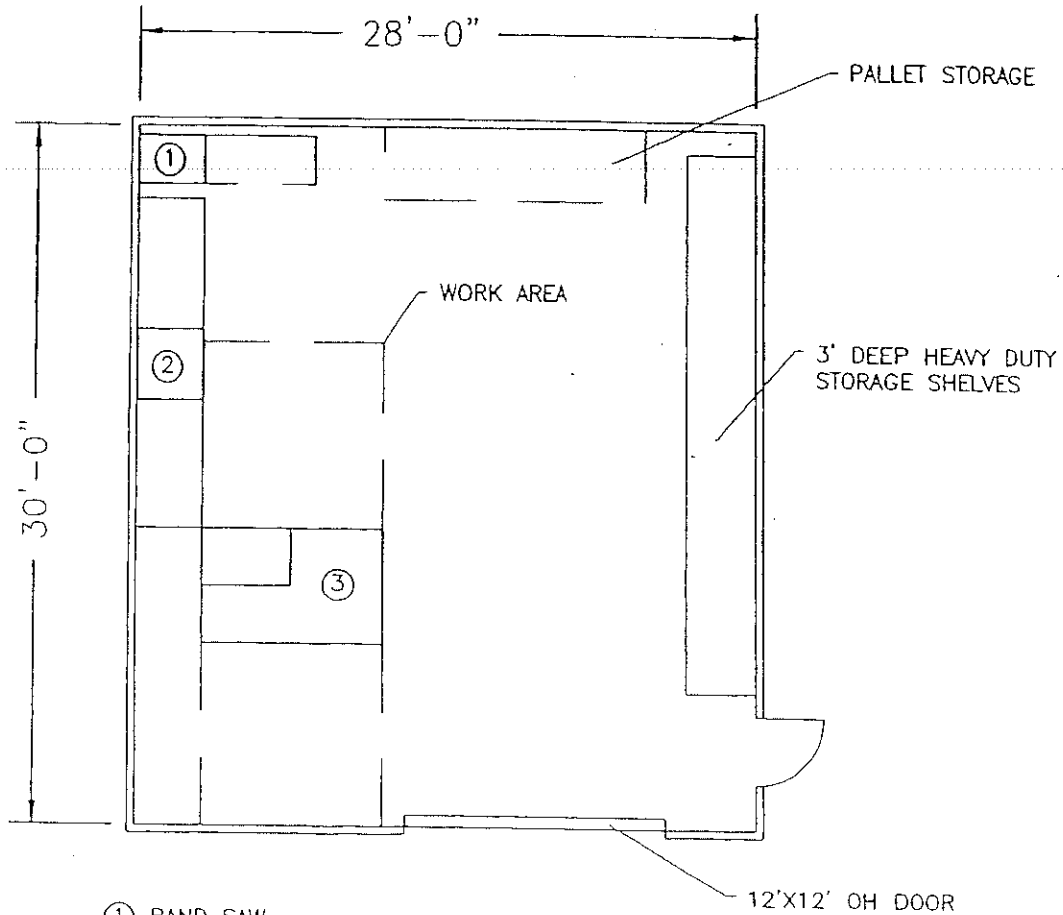 28'-0"
PALLET STORAGE
①
WORK AREA
②
3' DEEP HEAVY DUTY
STORAGE SHELVES
30'-0"
③
12'X12' OH DOOR
① BAND SAW